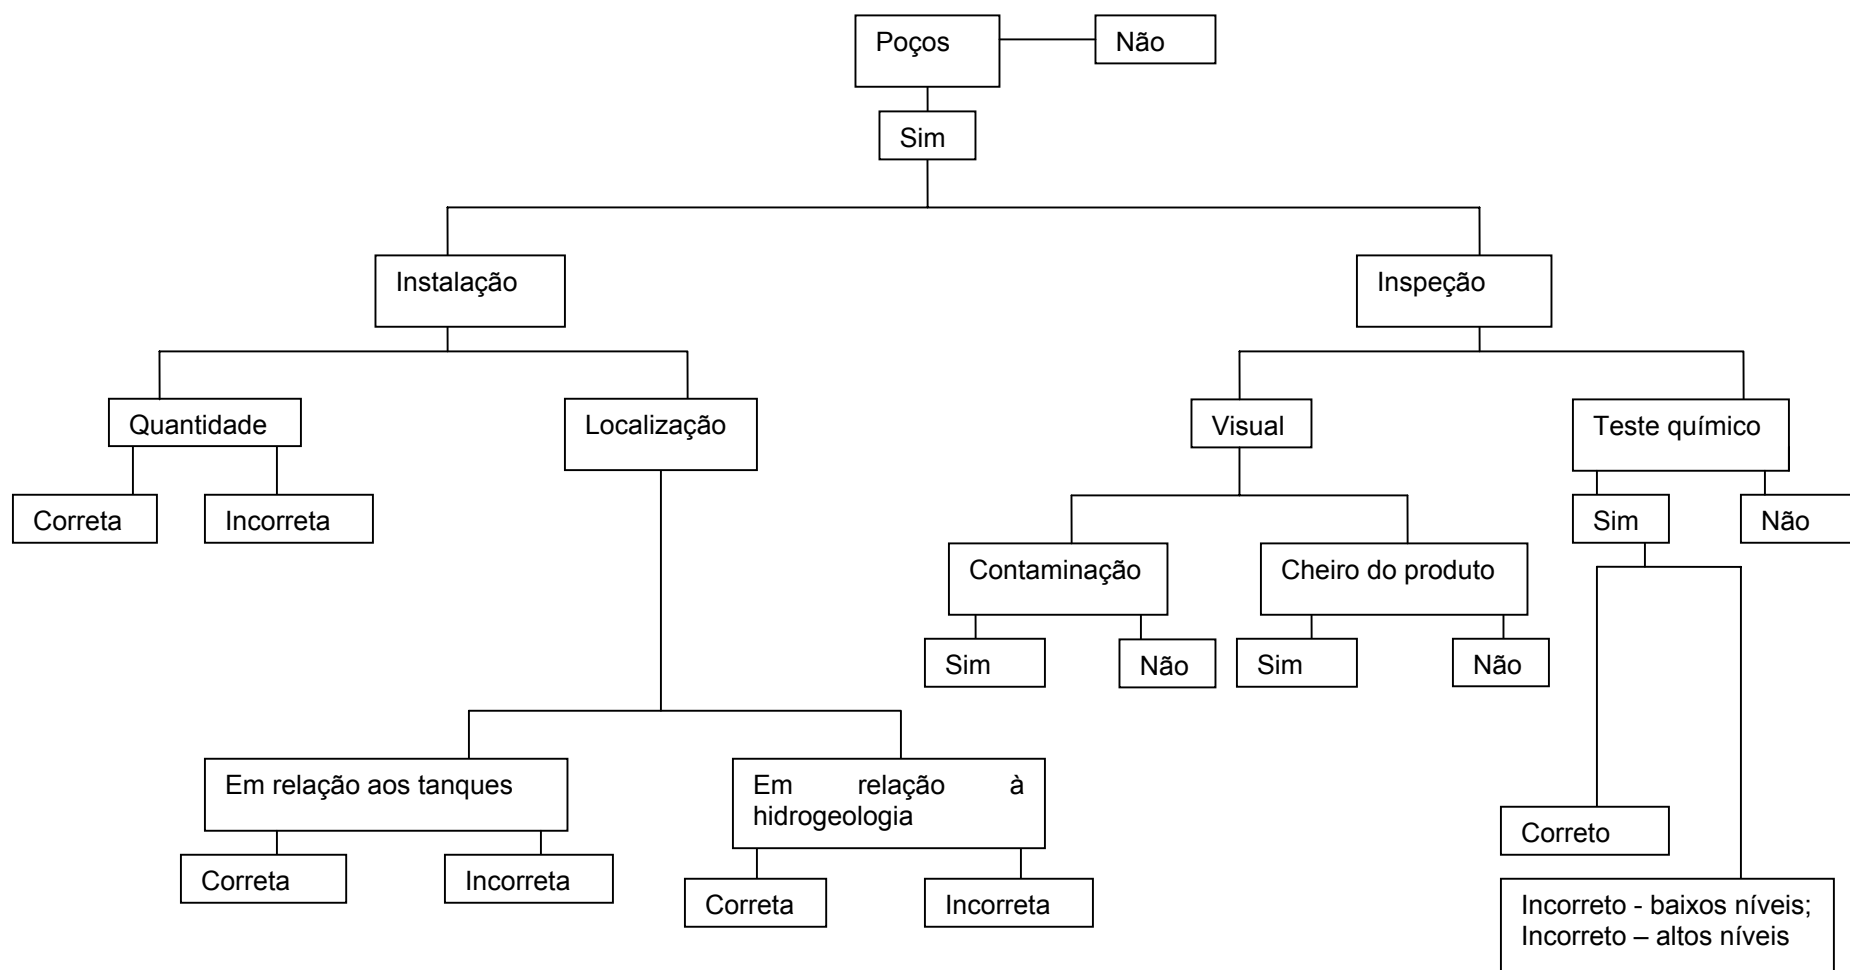 Poços
Não
Sim
Instalação
Inspeção
Quantidade
Localização
Visual
Teste químico
Correta
Incorreta
Sim
Não
Contaminação
Cheiro do produto
Sim
Não
Sim
Não
Em relação aos tanques
Em relação à
hidrogeologia
Correto
Correta
Incorreta
Correta
Incorreta
Incorreto - baixos níveis;
Incorreto – altos níveis